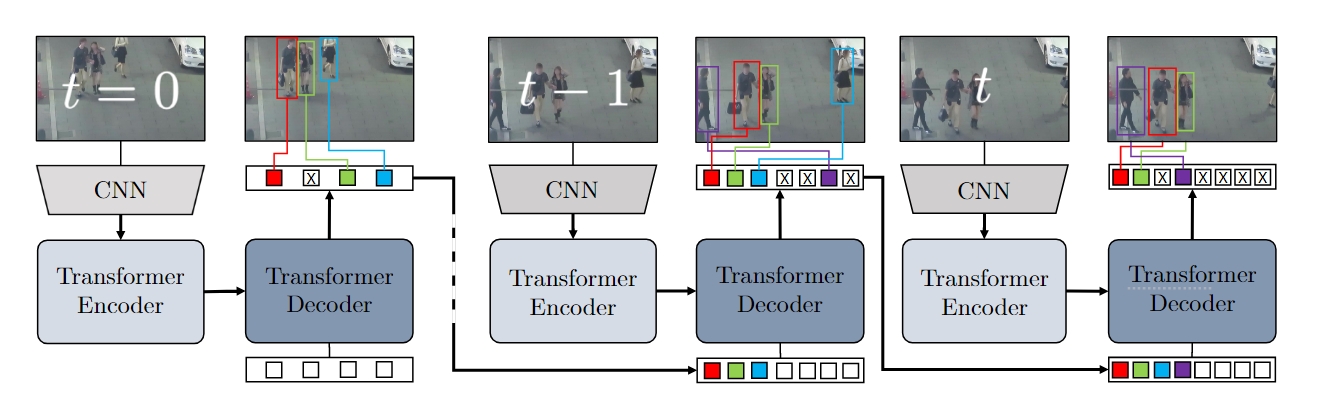 t = 0
t − 1
t
CNN
CNN
CNN
X
X X X
X X X X X
Transformer
Encoder
Transformer
Decoder
Transformer
Encoder
Transformer
Decoder
Transformer
Encoder
Transformer
Decoder